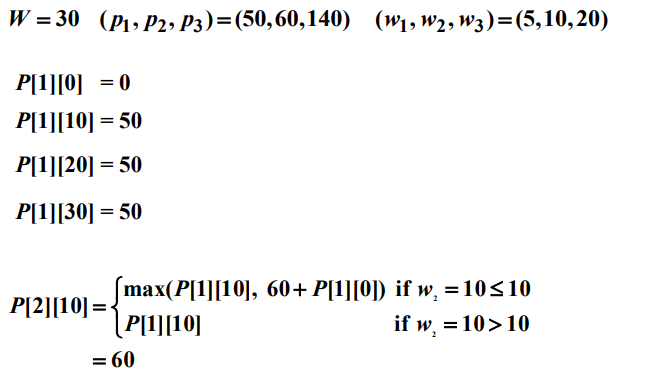 W = 30 (p₁, p₂, p₃)=(50,60,140) (w₁, w₂, w₃)=(5,10,20)
P[1][0] = 0
P[1][10] = 50
P[1][20] = 50
P[1][30] = 50
P[2][10]= { max(P[1][10], 60+ P[1][0]) if w₂ =10≤10
P[1][10] if w₂ =10>10
= 60